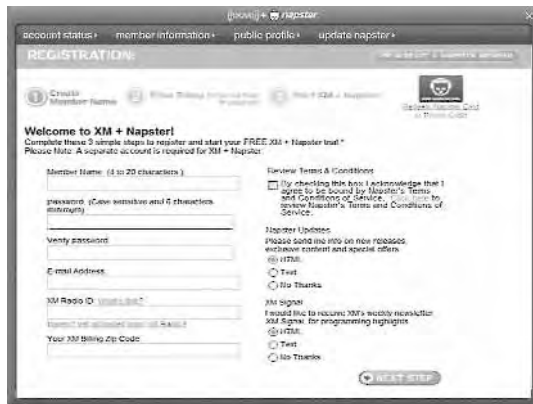 + napster
account status
member information
public profile
update napster
REGISTRATION:
1 Create Member Name
2
3
Welcome to XM + Napster!
Complete these 3 simple steps to register and start your FREE XM + Napster trial *
Please Note: A separate account is required for XM + Napster.
Member Name (4 to 20 characters)
password (Case sensitive and 6 characters minimum)
Verify password
E-mail Address
XM Radio ID
Your XM Billing Zip Code
Review Terms & Conditions
By checking this box I acknowledge that I
agree to be bound by Napster's Terms
and Conditions of Service. Click here to
review Napster's Terms and Conditions of
Service.
Napster Updates
Please send me info on new releases,
exclusive content and special offers
HTML
Text
No Thanks
XM Signal
I would like to receive XM's weekly newsletter
XM Signal, for programming highlights
HTML
Text
No Thanks
NEXT STEP